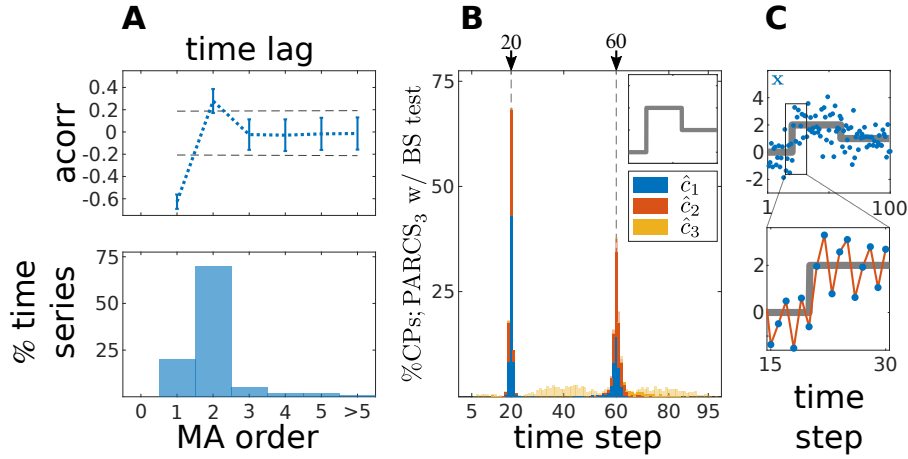 A
B
C
time lag
acorr
0.4
0.2
0
-0.2
-0.4
-0.6
% time series
75
50
25
0
1
2
3
4
5
>5
MA order
20
60
%CPs; PARCS₃ w/ BS test
75
50
25
ĉ₁
ĉ₂
ĉ₃
5
20
40
60
80
95
time step
x
4
2
0
-2
1
100
2
0
15
30
time
step